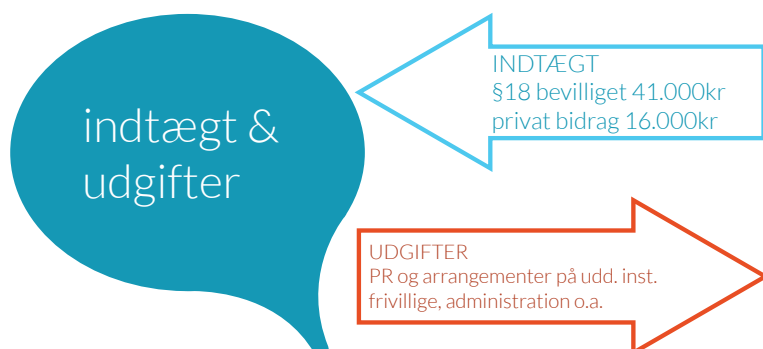 indtægt &
udgifter
INDTÆGT
§18 bevilliget 41.000kr
privat bidrag 16.000kr
UDGIFTER
PR og arrangementer på udd. inst.
frivillige, administration o.a.